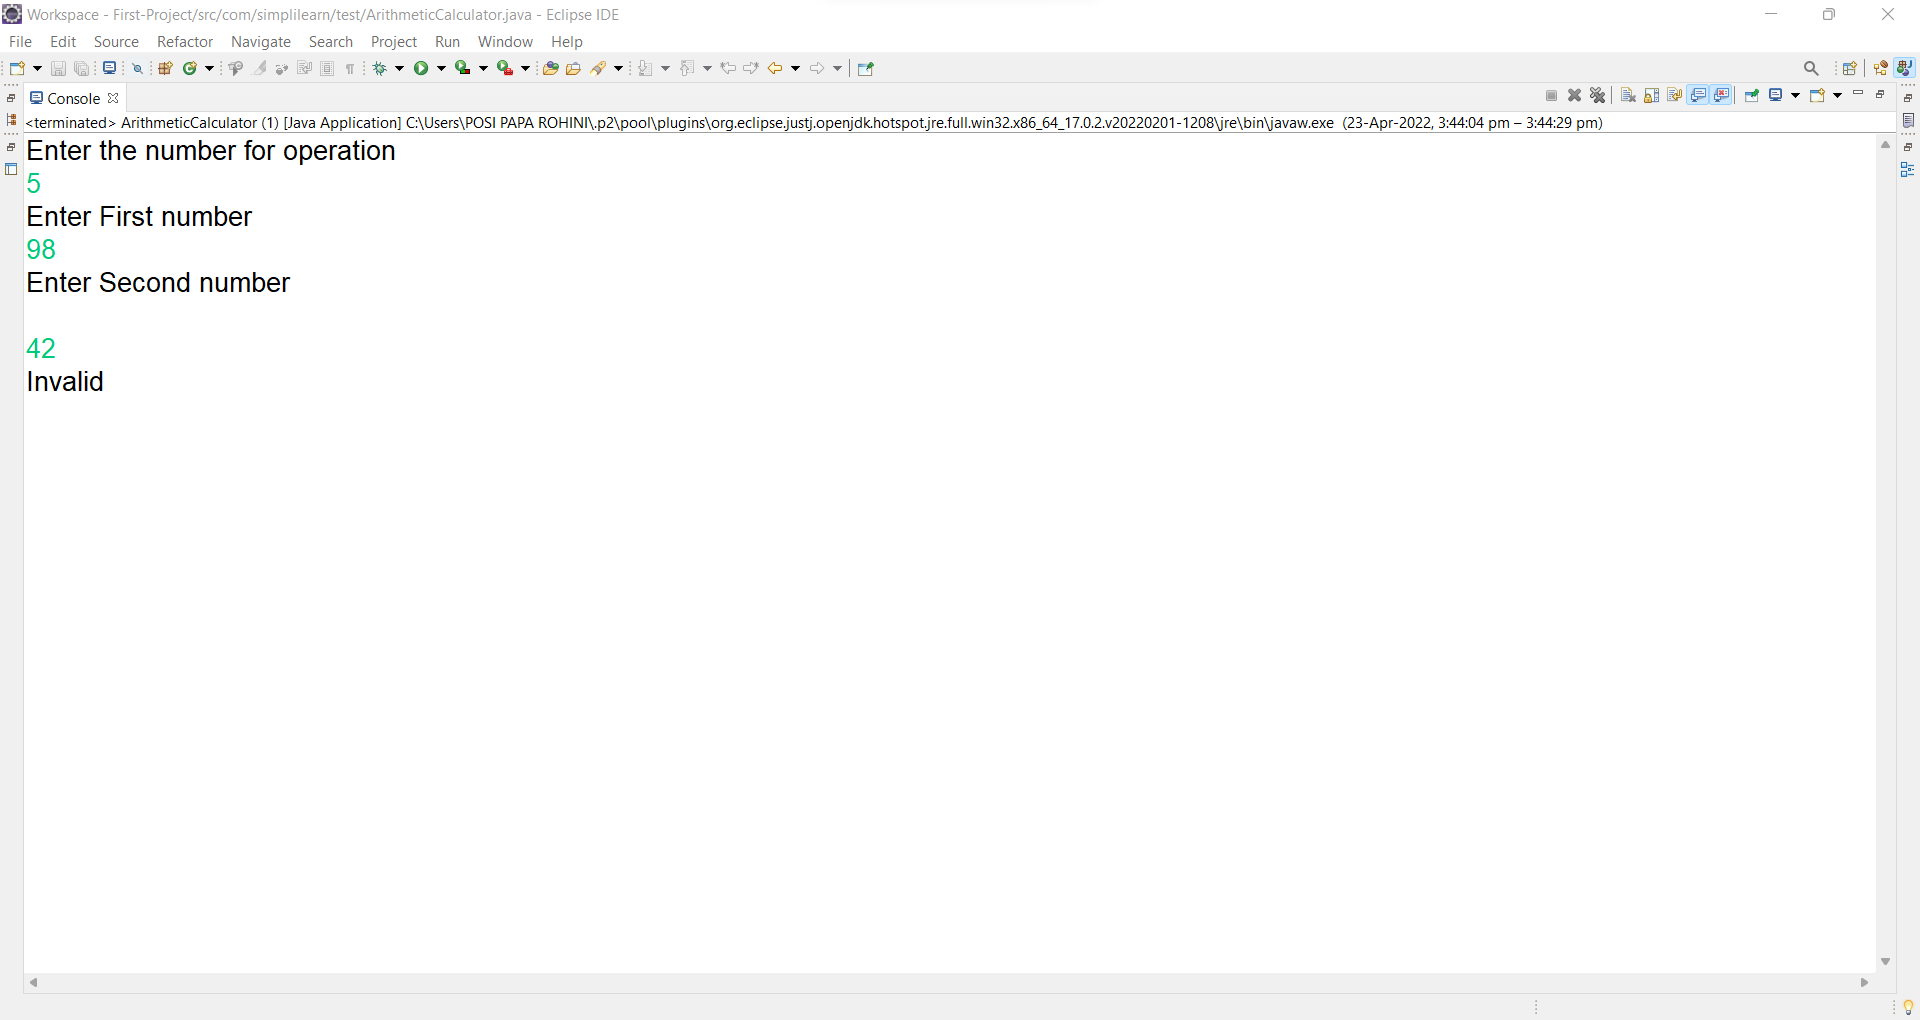 Workspace - First-Project/src/com/simplilearn/test/ArithmeticCalculator.java - Eclipse IDE
File Edit Source Refactor Navigate Search Project Run Window Help
Console
<terminated> ArithmeticCalculator (1) [Java Application] C:\Users\POSI PAPA ROHINI\.p2\pool\plugins\org.eclipse.justj.openjdk.hotspot.jre.full.win32.x86_64_17.0.2.v20220201-1208\jre\bin\javaw.exe (23-Apr-2022, 3:44:04 pm – 3:44:29 pm)
Enter the number for operation
5
Enter First number
98
Enter Second number
42
Invalid